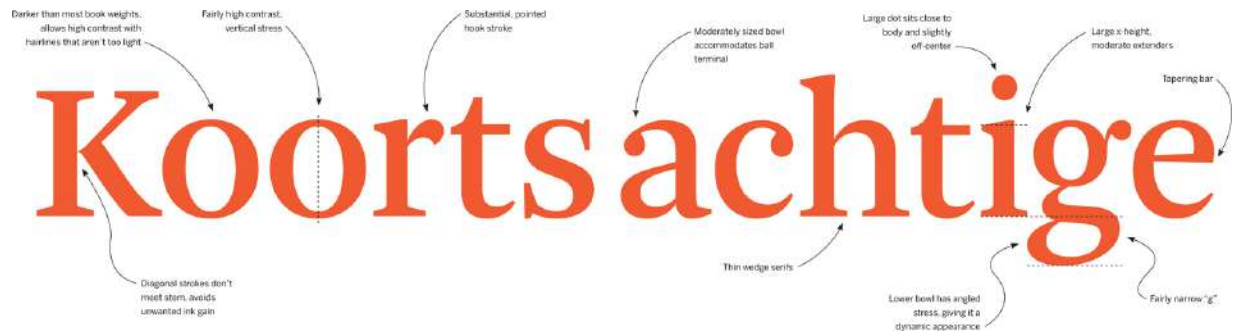 Darker than most book weights,
allows high contrast with
hairlines that aren't too light
Fairly high contrast,
vertical stress
Substantial, pointed
hook stroke
Moderately sized bowl
accommodates ball
terminal
Large dot sits close to
body and slightly
off-center
Large x-height,
moderate extenders
Tapering bar
Koortsachtige
Diagonal strokes don't
meet stem, avoids
unwanted ink gain
Thin wedge serifs
Lower bowl has angled
stress, giving it a
dynamic appearance
Fairly narrow "g"